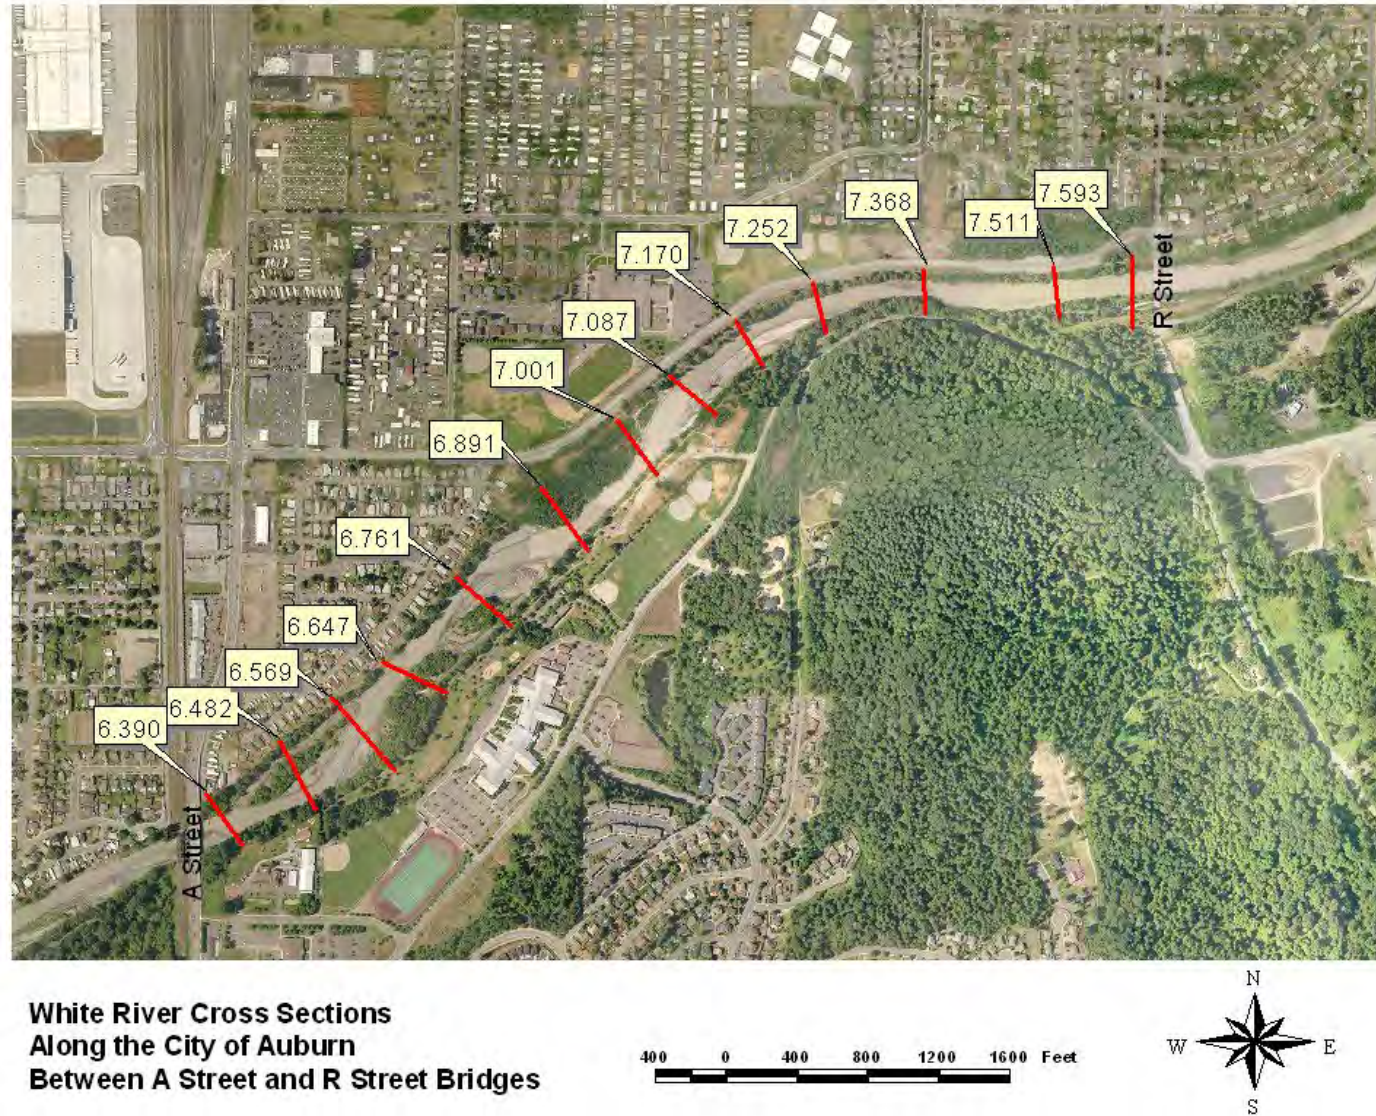 7.593
7.368
7.511
7.252
7.170
R Street
7.087
7.001
6.891
6.761
6.647
6.569
6.482
6.390
A Street
White River Cross Sections
Along the City of Auburn
Between A Street and R Street Bridges
400 0 400 800 1200 1600 Feet
N
W E
S